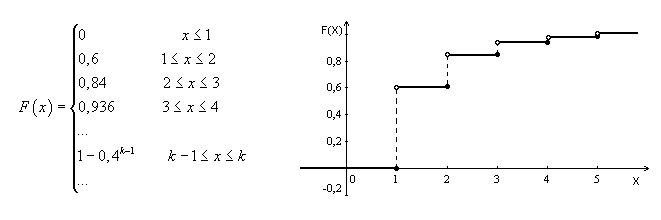 F(x) =
0 x ≤ 1
0,6 1 ≤ x ≤ 2
0,84 2 ≤ x ≤ 3
0,936 3 ≤ x ≤ 4
...
1 − 0,4^{k−1} k − 1 ≤ x ≤ k
...
F(X)
0,8
0,6
0,4
0,2
-0,2
0 1 2 3 4 5 X